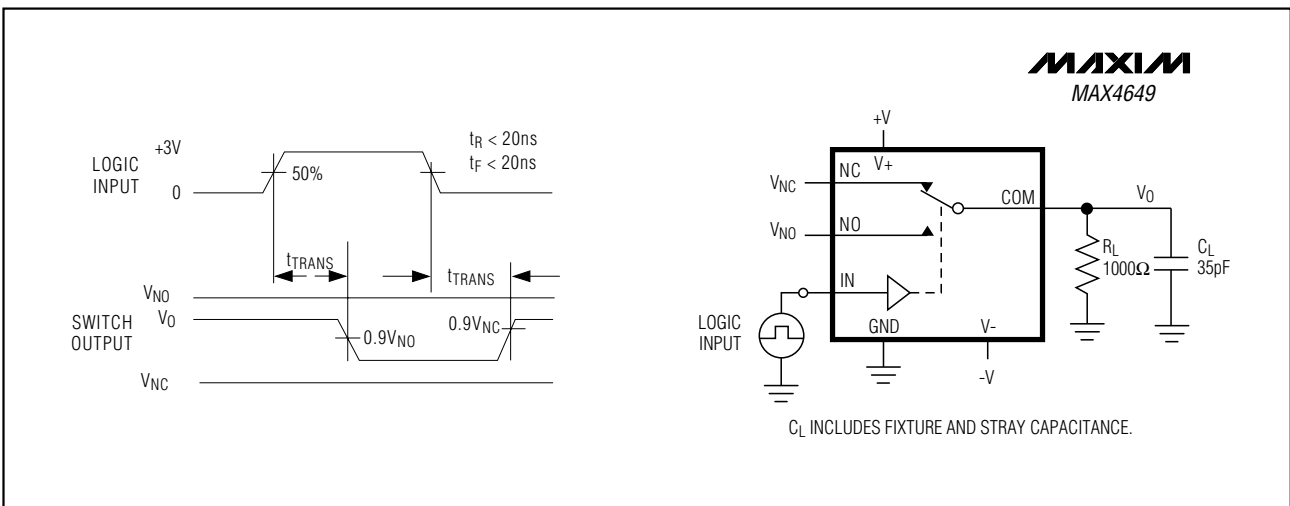 MAXIM
MAX4649
LOGIC
INPUT
+3V
0
50%
tR < 20ns
tF < 20ns
tTRANS
tTRANS
VNO
SWITCH
OUTPUT
VO
0.9VNO
0.9VNC
VNC
+V
V+
VNC
NC
VNO
NO
COM
VO
RL
1000Ω
CL
35pF
IN
LOGIC
INPUT
GND
V-
-V
CL INCLUDES FIXTURE AND STRAY CAPACITANCE.